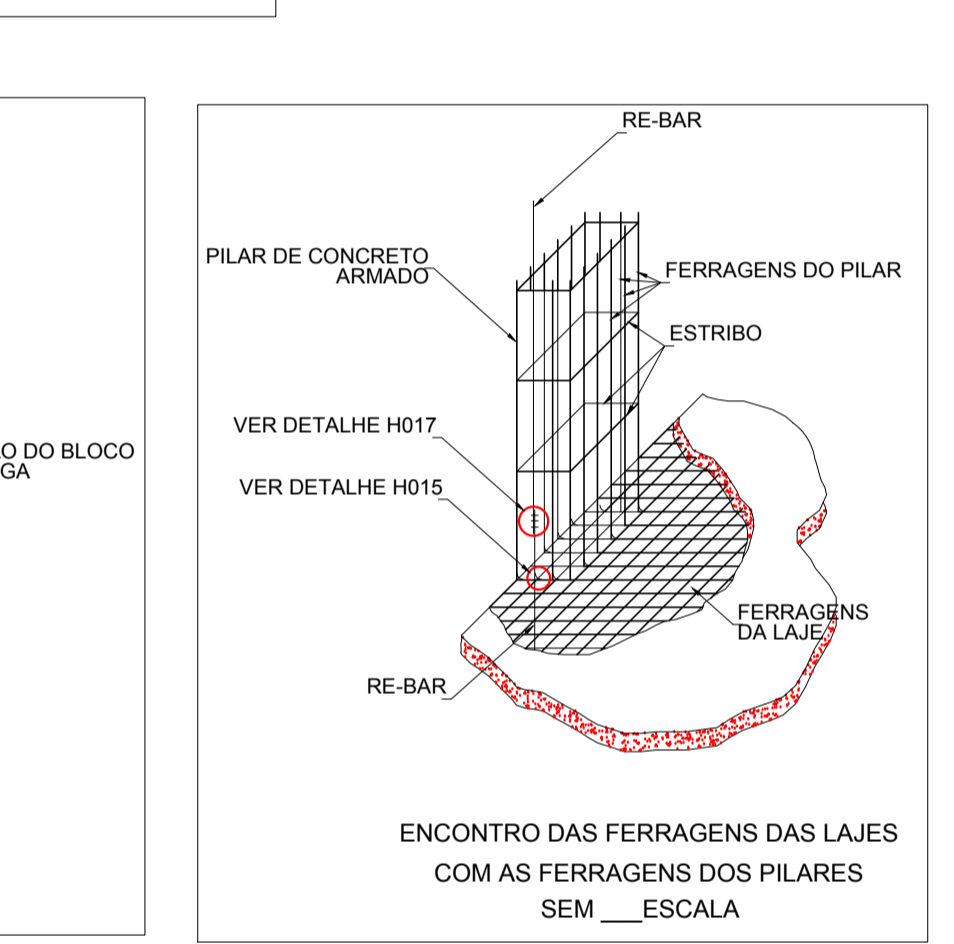 RE-BAR
PILAR DE CONCRETO
ARMADO
FERRAGENS DO PILAR
ESTRIBO
VER DETALHE H017
O DO BLOCO
GA
VER DETALHE H015
FERRAGENS
DA LAJE
RE-BAR
ENCONTRO DAS FERRAGENS DAS LAJES
COM AS FERRAGENS DOS PILARES
SEM ___ESCALA